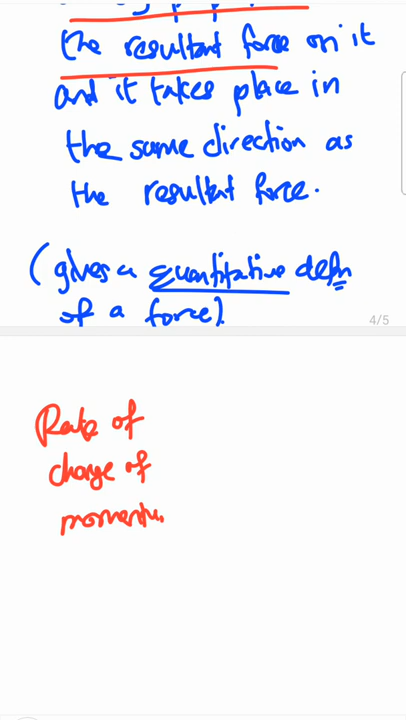 the resultant force on it
and it takes place in
the same direction as
the resultant force.
(gives a quantitative defn
of a force).
4/5
Rate of
change of
momentu